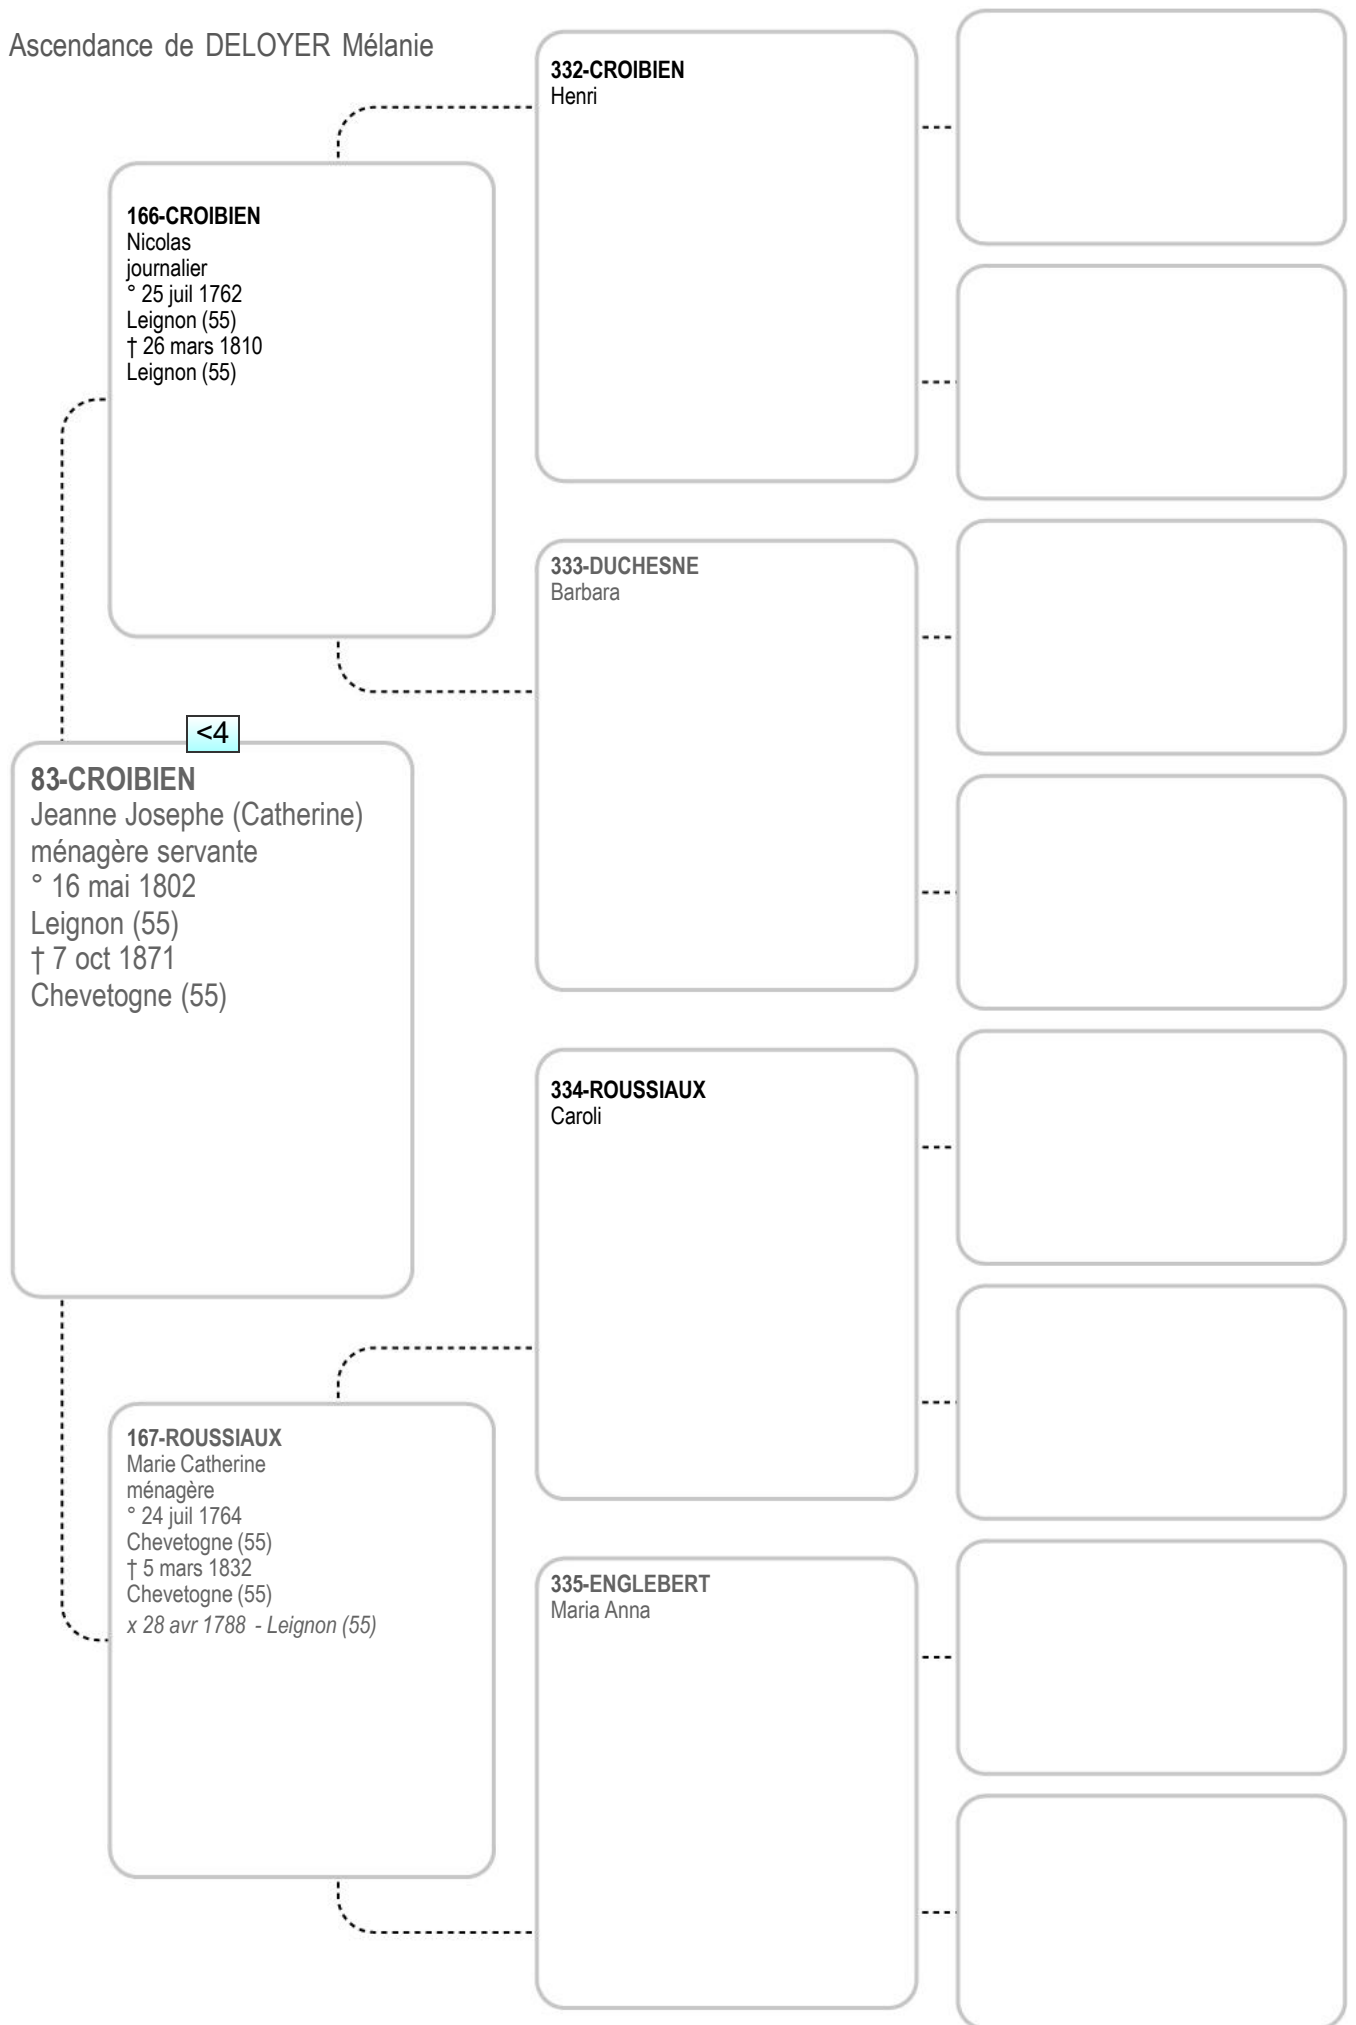 Ascendance de DELOYER Mélanie
332-CROIBIEN
Henri
166-CROIBIEN
Nicolas
journalier
° 25 juil 1762
Leignon (55)
† 26 mars 1810
Leignon (55)
333-DUCHESNE
Barbara
<4
83-CROIBIEN
Jeanne Josephe (Catherine)
ménagère servante
° 16 mai 1802
Leignon (55)
† 7 oct 1871
Chevetogne (55)
334-ROUSSIAUX
Caroli
167-ROUSSIAUX
Marie Catherine
ménagère
° 24 juil 1764
Chevetogne (55)
† 5 mars 1832
Chevetogne (55)
x 28 avr 1788 - Leignon (55)
335-ENGLEBERT
Maria Anna